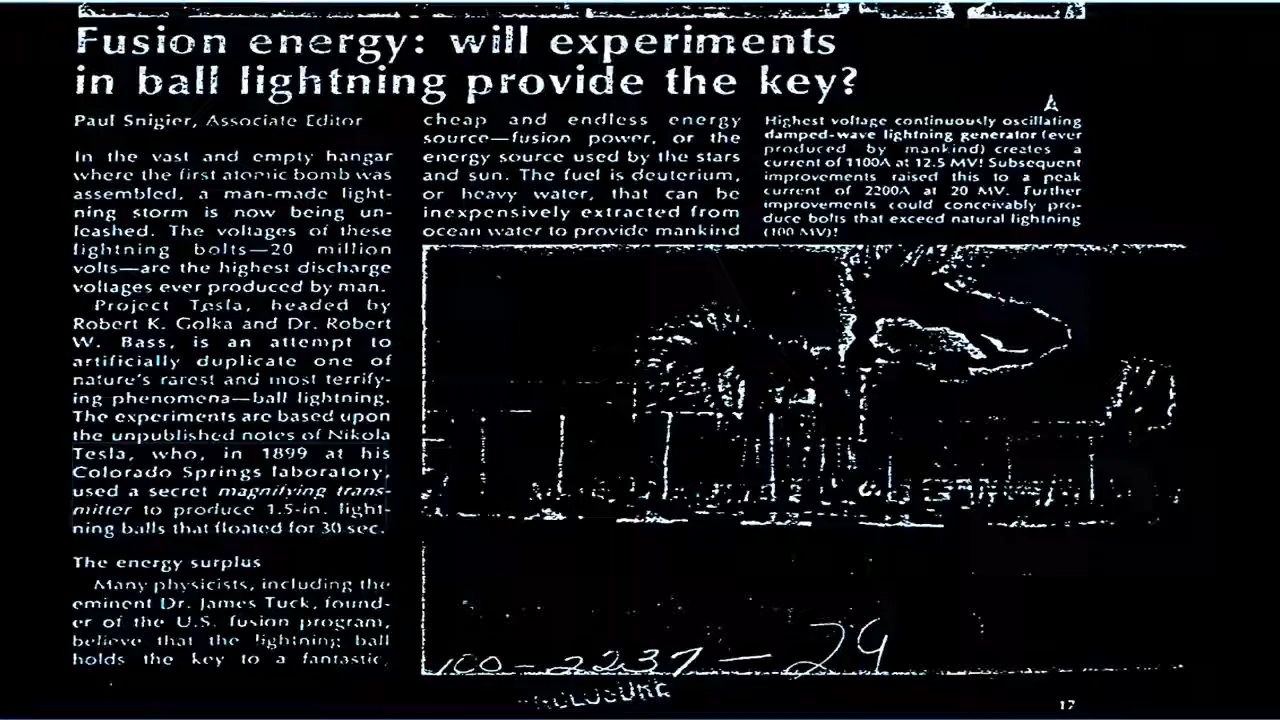 Fusion energy: will experiments
in ball lightning provide the key?
Paul Snigier, Associate Editor
In the vast and empty hangar
where the first atomic bomb was
assembled, a man-made light-
ning storm is now being un-
leashed. The voltages of these
lightning bolts—20 million
volts—are the highest discharge
voltages ever produced by man.
Project Tesla, headed by
Robert K. Golka and Dr. Robert
W. Bass, is an attempt to
artificially duplicate one of
nature's rarest and most terrify-
ing phenomena—ball lightning.
The experiments are based upon
the unpublished notes of Nikola
Tesla, who, in 1899 at his
Colorado Springs laboratory,
used a secret magnifying trans-
mitter to produce 1.5-in. light-
ning balls that floated for 30 sec.
The energy surplus
Many physicists, including the
eminent Dr. James Tuck, found-
er of the U.S. fusion program,
believe that the lightning ball
holds the key to a fantastic,
cheap and endless energy
source—fusion power, or the
energy source used by the stars
and sun. The fuel is deuterium,
or heavy water, that can be
inexpensively extracted from
ocean water to provide mankind
Highest voltage continuously oscillating
damped-wave lightning generator (ever
produced by mankind) creates a
current of 1100A at 12.5 MV! Subsequent
improvements raised this to a peak
current of 2200A at 20 MV. Further
improvements could conceivably pro-
duce bolts that exceed natural lightning
(100 MV)!
100-2237-29
17